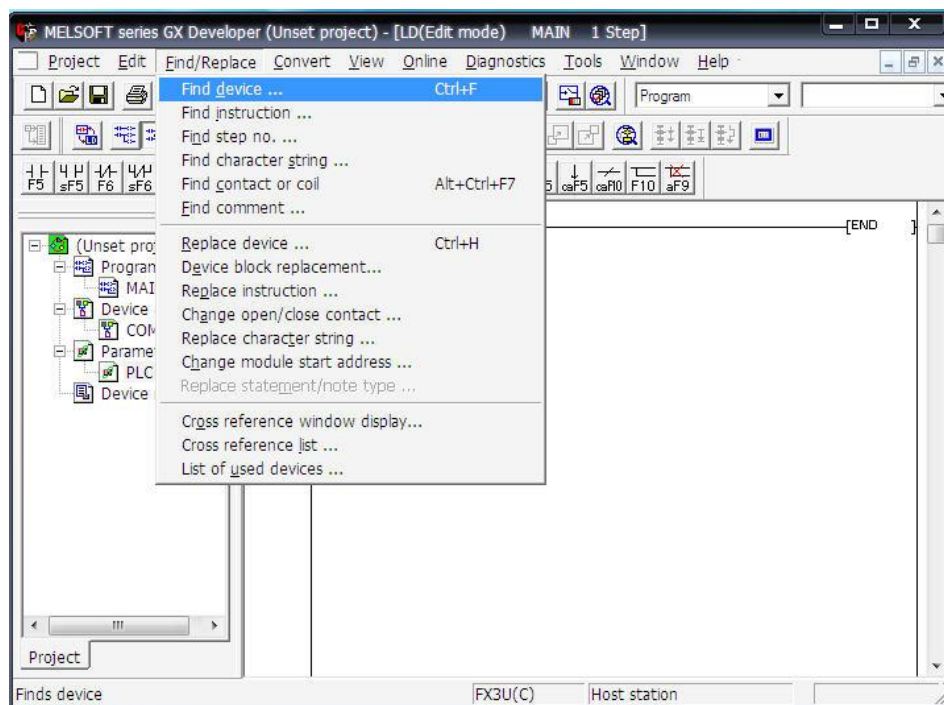 MELSOFT series GX Developer (Unset project) - [LD(Edit mode) MAIN 1 Step]
Project Edit Find/Replace Convert View Online Diagnostics Tools Window Help
Program
Find device ... Ctrl+F
Find instruction ...
Find step no. ...
Find character string ...
Find contact or coil Alt+Ctrl+F7
Find comment ...
Replace device ... Ctrl+H
Device block replacement...
Replace instruction ...
Change open/close contact ...
Replace character string ...
Change module start address ...
Replace statement/note type ...
Cross reference window display...
Cross reference list ...
List of used devices ...
F5 sF5 F6 sF6 caF5 caF10 F10 aF9
[END ]
(Unset proj
Program
MAI
Device
COM
Parame
PLC
Device
Project
Finds device FX3U(C) Host station